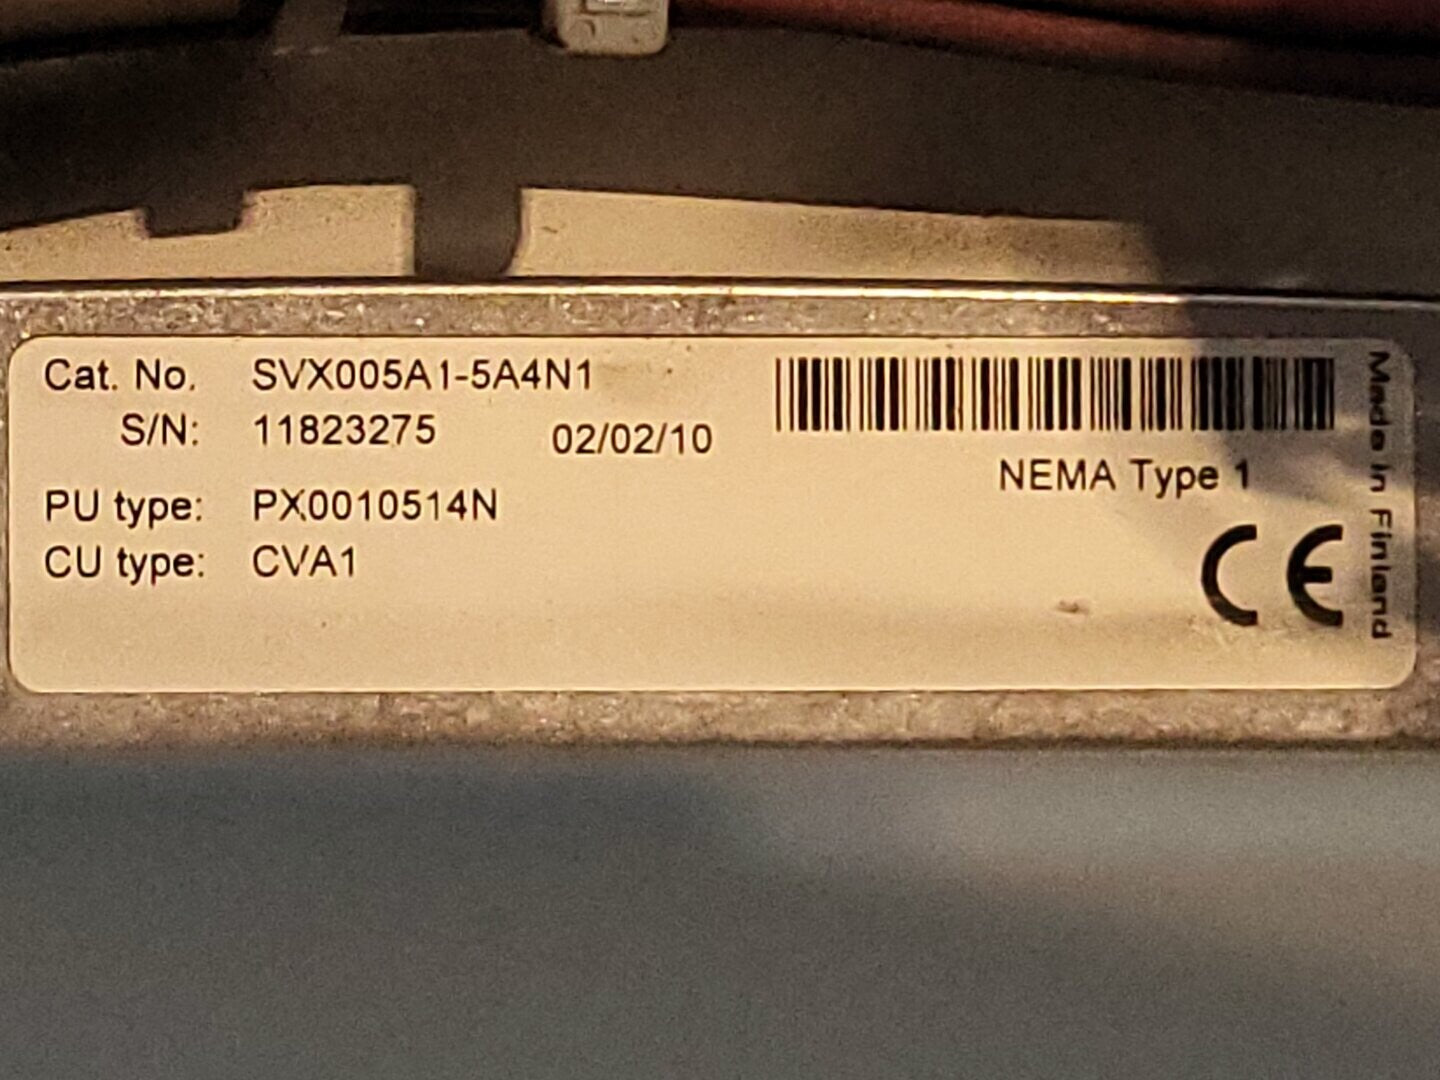 Cat. No. SVX005A1-5A4N1
S/N: 11823275 02/02/10
NEMA Type 1
PU type: PX0010514N
CU type: CVA1
CE
Made in Finland